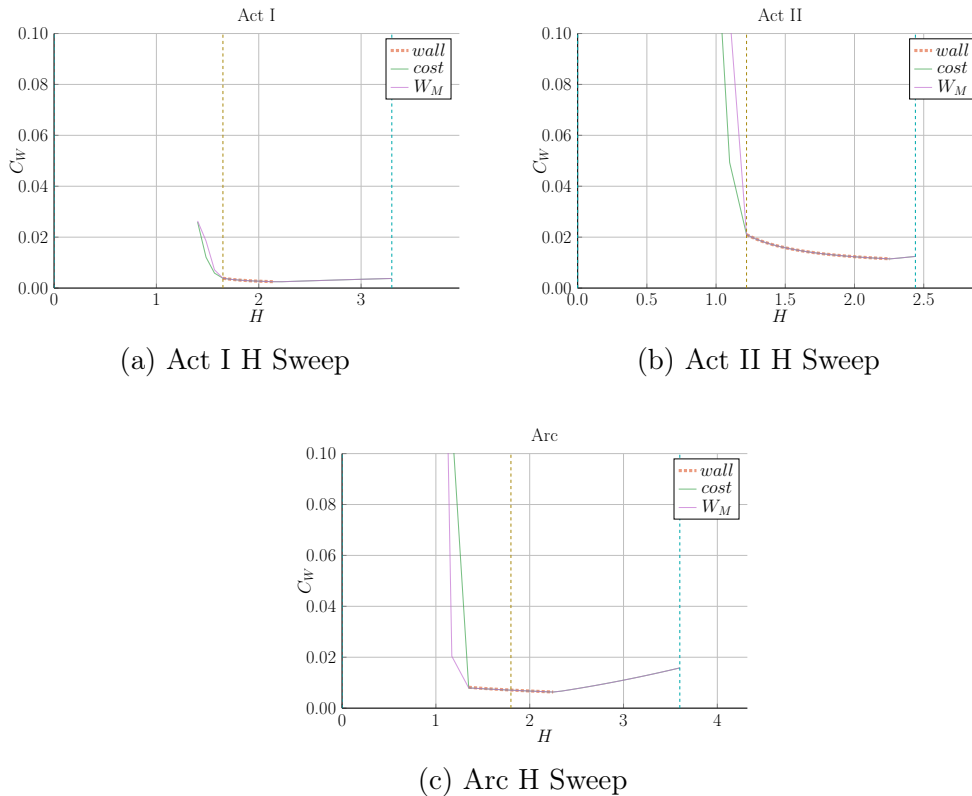 Act I
0.10
0.08
0.06
0.04
0.02
0.00
C_W
0 1 2 3
H
wall
cost
W_M
(a) Act I H Sweep
Act II
0.10
0.08
0.06
0.04
0.02
0.00
C_W
0.0 0.5 1.0 1.5 2.0 2.5
H
wall
cost
W_M
(b) Act II H Sweep
Arc
0.10
0.08
0.06
0.04
0.02
0.00
C_W
0 1 2 3 4
H
wall
cost
W_M
(c) Arc H Sweep